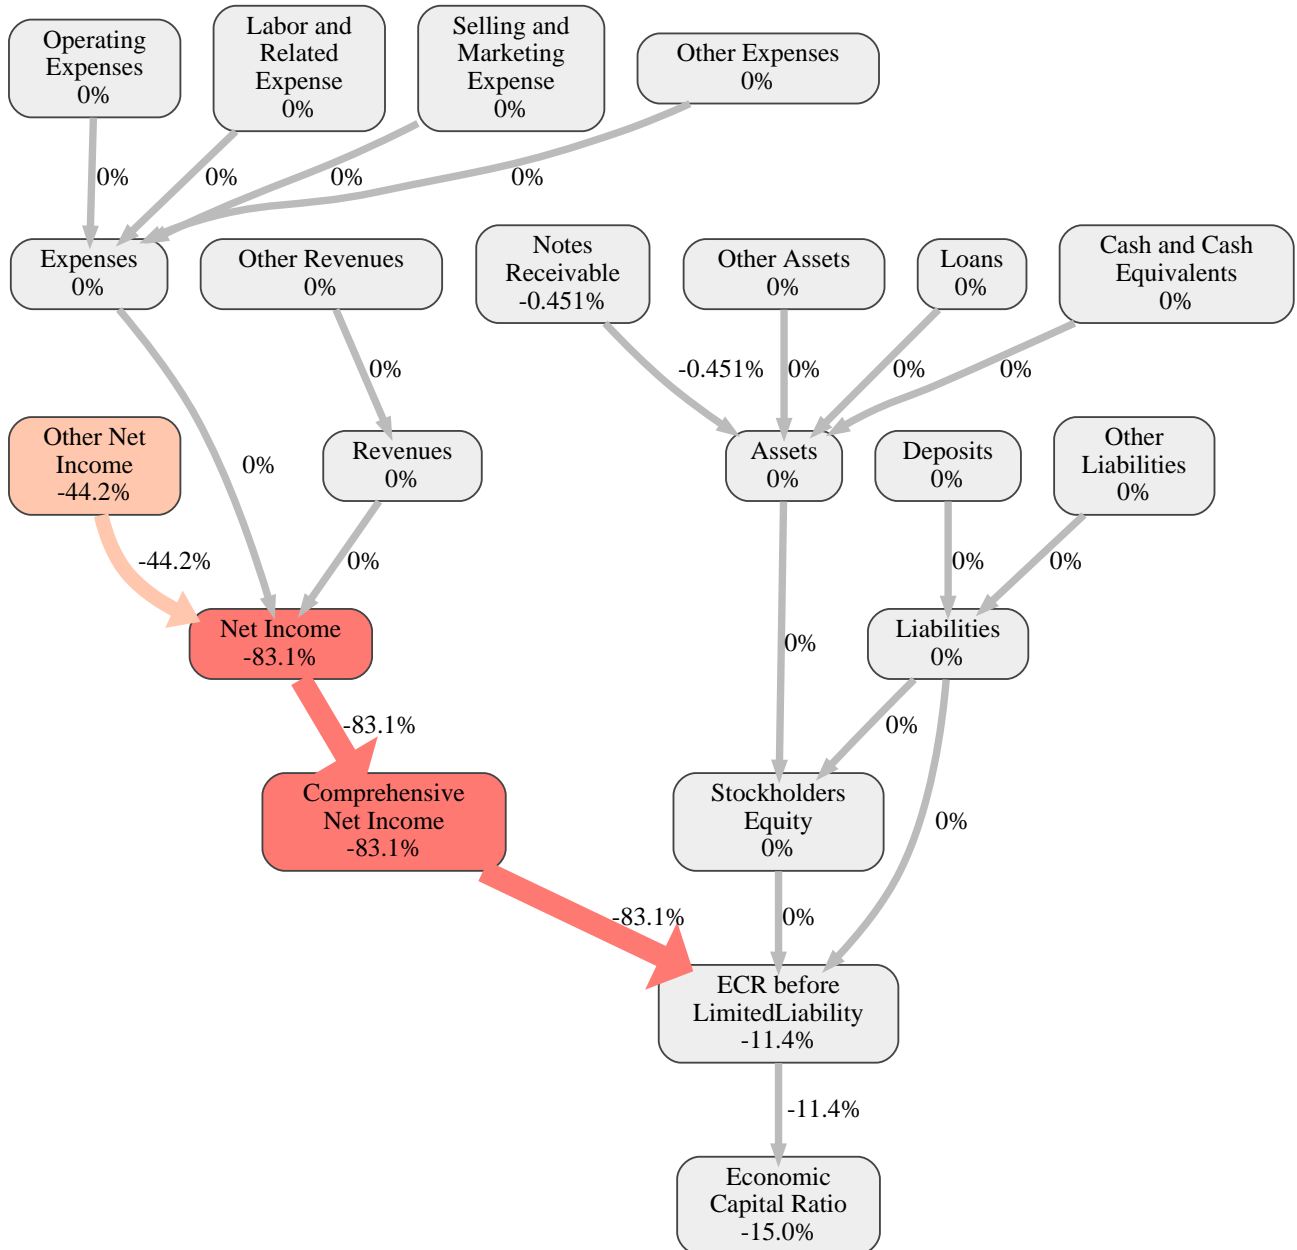 Operating
Expenses
0%
Labor and
Related
Expense
0%
Selling and
Marketing
Expense
0%
Other Expenses
0%
0%
0%
0%
0%
Expenses
0%
Other Revenues
0%
Notes
Receivable
-0.451%
Other Assets
0%
Loans
0%
Cash and Cash
Equivalents
0%
0%
-0.451%
0%
0%
0%
Other Net
Income
-44.2%
0%
Revenues
0%
Assets
0%
Deposits
0%
Other
Liabilities
0%
-44.2%
0%
0%
0%
Net Income
-83.1%
0%
Liabilities
0%
-83.1%
0%
Comprehensive
Net Income
-83.1%
Stockholders
Equity
0%
0%
-83.1%
0%
ECR before
LimitedLiability
-11.4%
-11.4%
Economic
Capital Ratio
-15.0%